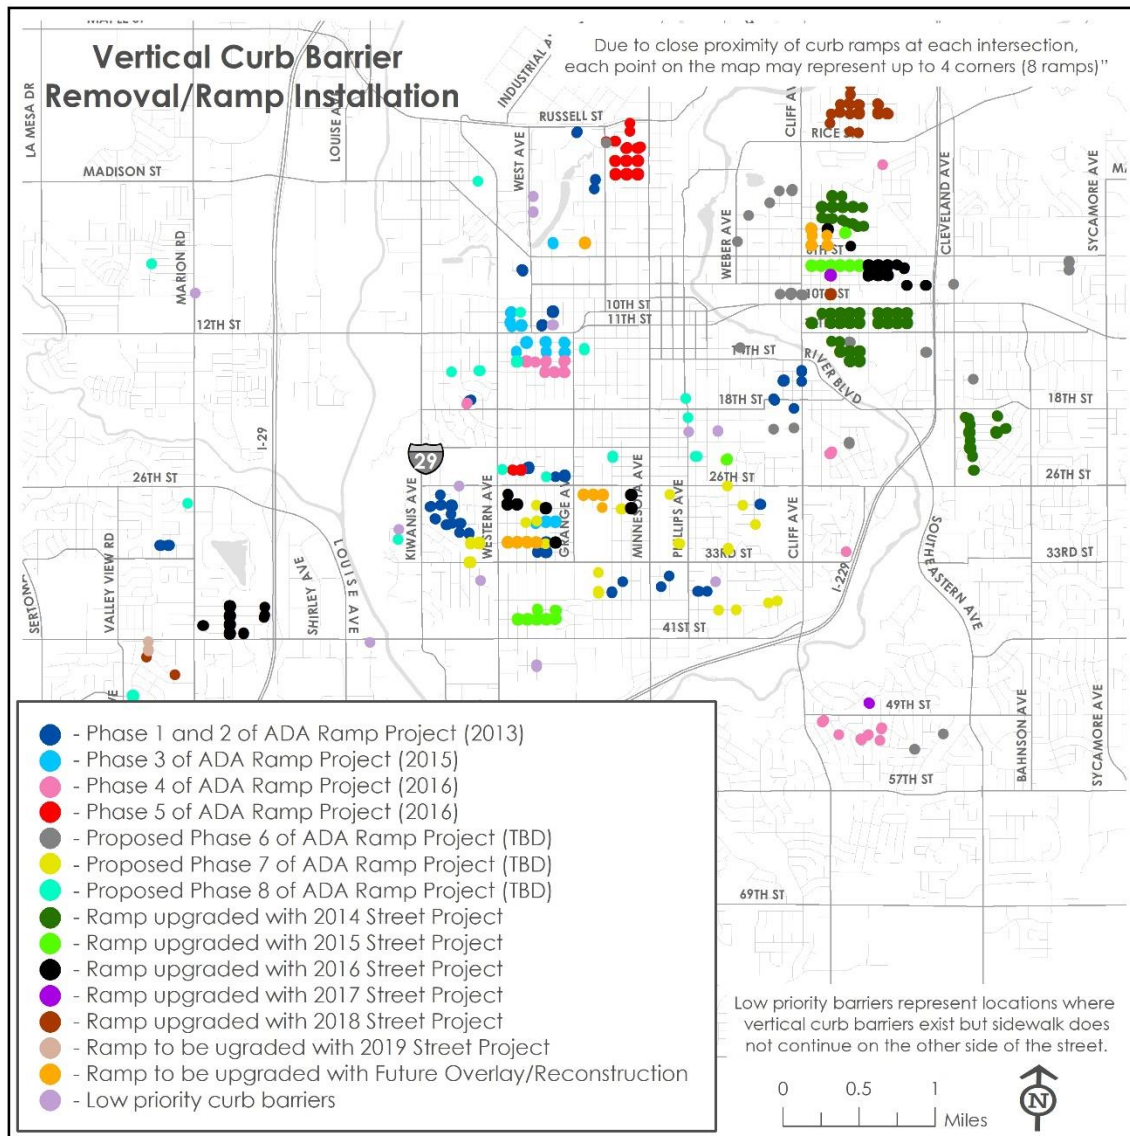 MAPLE ST
Vertical Curb Barrier
Removal/Ramp Installation
Due to close proximity of curb ramps at each intersection,
each point on the map may represent up to 4 corners (8 ramps)”
LA MESA DR
LOUISE AVE
INDUSTRIAL AV
RUSSELL ST
CLIFF AV
RICE ST
MADISON ST
WEST AVE
CLEVELAND AVE
SYCAMORE AVE
MA
MARION RD
WEBER AVE
6TH ST
10TH ST
10TH ST
11TH ST
12TH ST
14TH ST
RIVER BLVD
18TH ST
18TH ST
I-29
29
26TH ST
26TH ST
26TH ST
KIWANIS AVE
WESTERN AVE
GRANGE AVE
MINNESOTA AVE
PHILLIPS AVE
CLIFF AVE
SOUTHEASTERN AVE
33RD ST
33RD ST
I-229
SERTOMA
VALLEY VIEW RD
SHIRLEY AVE
LOUISE AVE
41ST ST
AVE
49TH ST
57TH ST
BAHNSON AVE
SYCAMORE AVE
69TH ST
- Phase 1 and 2 of ADA Ramp Project (2013)
- Phase 3 of ADA Ramp Project (2015)
- Phase 4 of ADA Ramp Project (2016)
- Phase 5 of ADA Ramp Project (2016)
- Proposed Phase 6 of ADA Ramp Project (TBD)
- Proposed Phase 7 of ADA Ramp Project (TBD)
- Proposed Phase 8 of ADA Ramp Project (TBD)
- Ramp upgraded with 2014 Street Project
- Ramp upgraded with 2015 Street Project
- Ramp upgraded with 2016 Street Project
- Ramp upgraded with 2017 Street Project
- Ramp upgraded with 2018 Street Project
- Ramp to be ugraded with 2019 Street Project
- Ramp to be upgraded with Future Overlay/Reconstruction
- Low priority curb barriers
Low priority barriers represent locations where
vertical curb barriers exist but sidewalk does
not continue on the other side of the street.
0 0.5 1
Miles
N